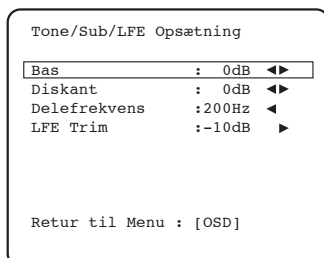 Tone/Sub/LFE Opsætning
Bas : 0dB ◄►
Diskant : 0dB ◄►
Delefrekvens :200Hz ◄
LFE Trim :-10dB ►
Retur til Menu : [OSD]